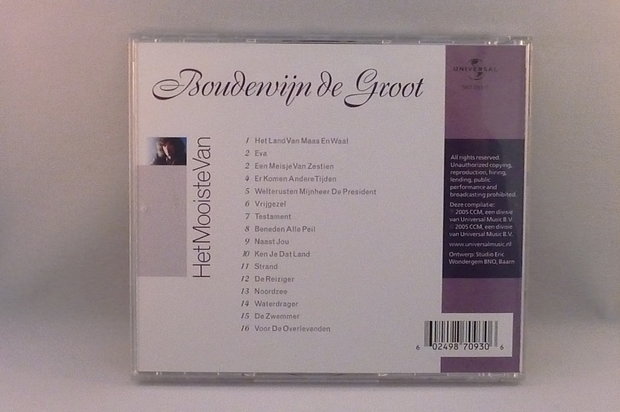 Boudewijn de Groot
Het Mooiste Van
1 Het Land Van Maas En Waal
2 Eva
2 Een Meisje Van Zestien
4 Er Komen Andere Tijden
5 Welterusten Mijnheer De President
6 Vrijgezel
7 Testament
8 Beneden Alle Peil
9 Naast Jou
10 Ken Je Dat Land
11 Strand
12 De Reiziger
13 Noordzee
14 Waterdrager
15 De Zwemmer
16 Voor De Overlevenden
UNIVERSAL
All rights reserved.
Unauthorized copying,
reproduction, hiring,
lending, public
performance and
broadcasting prohibited.
Deze compilatie:
℗ 2005 CCM, een divisie
van Universal Music B.V.
© 2005 CCM, een divisie
van Universal Music B.V.
www.universalmusic.nl
Ontwerp: Studio Eric
Wondergem BNO, Baarn
6 02498 70930 6